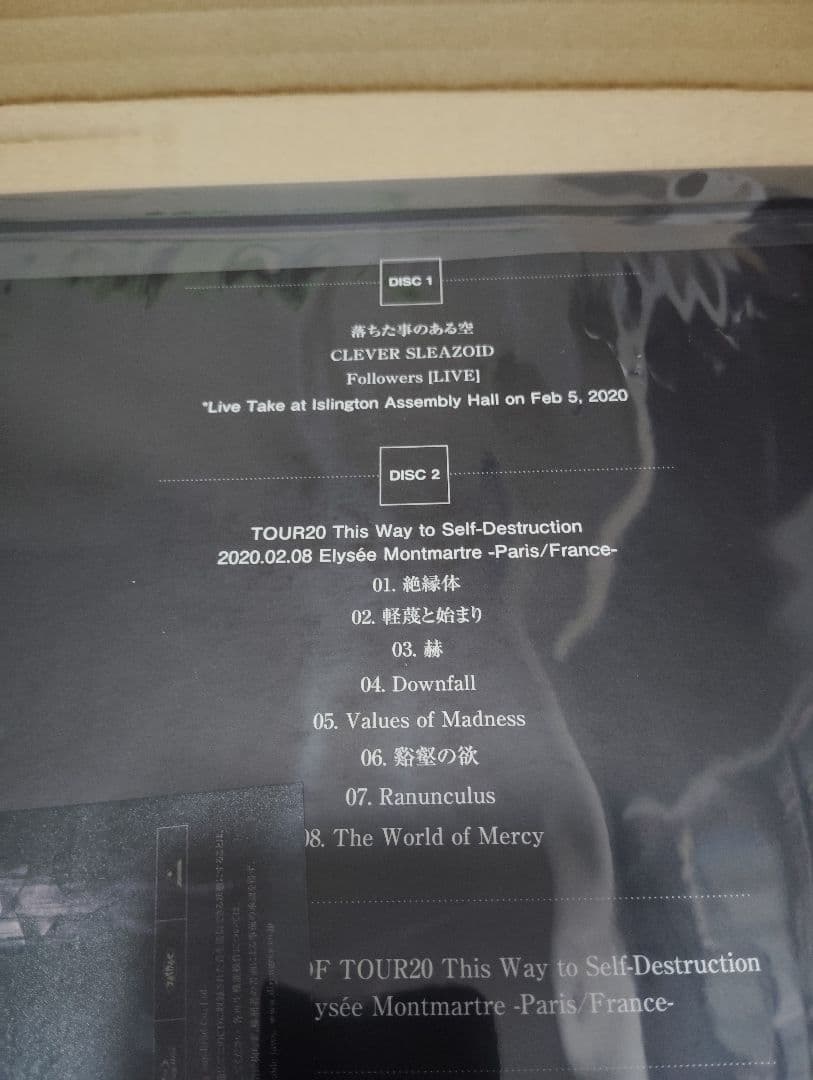 DISC 1
落ちた事のある空
CLEVER SLEAZOID
Followers [LIVE]
*Live Take at Islington Assembly Hall on Feb 5, 2020
DISC 2
TOUR20 This Way to Self-Destruction
2020.02.08 Elysée Montmartre -Paris/France-
01. 絶縁体
02. 軽蔑と始まり
03. 赫
04. Downfall
05. Values of Madness
06. 谿壑の欲
07. Ranunculus
08. The World of Mercy
OF TOUR20 This Way to Self-Destruction
ysée Montmartre -Paris/France-